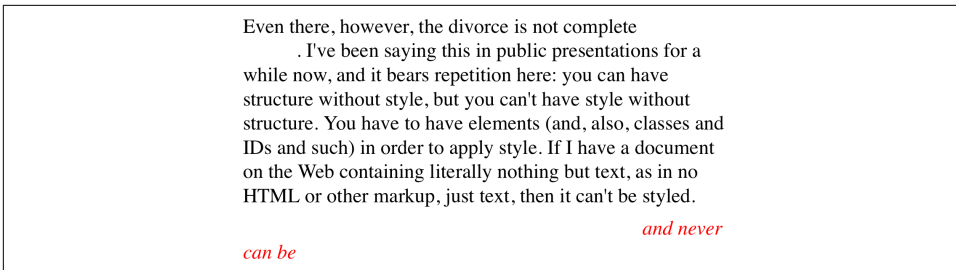 Even there, however, the divorce is not complete
. I've been saying this in public presentations for a
while now, and it bears repetition here: you can have
structure without style, but you can't have style without
structure. You have to have elements (and, also, classes and
IDs and such) in order to apply style. If I have a document
on the Web containing literally nothing but text, as in no
HTML or other markup, just text, then it can't be styled.
and never
can be